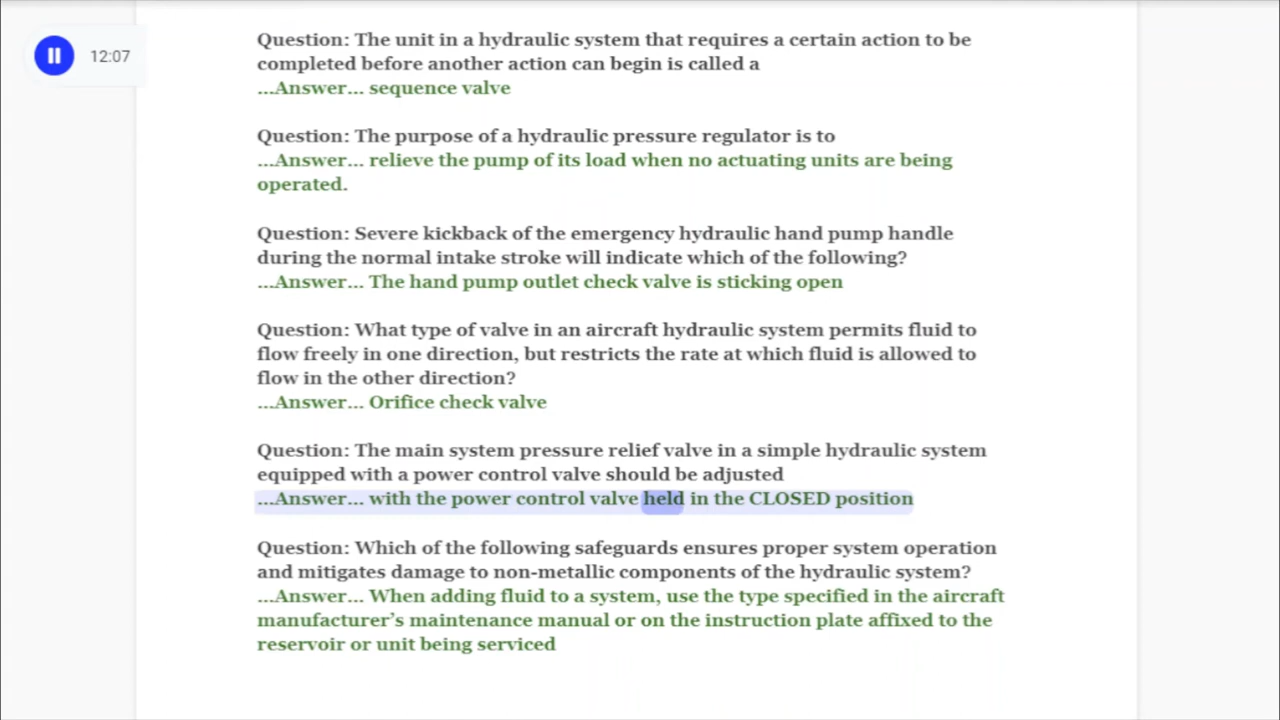 12:07
Question: The unit in a hydraulic system that requires a certain action to be
completed before another action can begin is called a
...Answer... sequence valve
Question: The purpose of a hydraulic pressure regulator is to
...Answer... relieve the pump of its load when no actuating units are being
operated.
Question: Severe kickback of the emergency hydraulic hand pump handle
during the normal intake stroke will indicate which of the following?
...Answer... The hand pump outlet check valve is sticking open
Question: What type of valve in an aircraft hydraulic system permits fluid to
flow freely in one direction, but restricts the rate at which fluid is allowed to
flow in the other direction?
...Answer... Orifice check valve
Question: The main system pressure relief valve in a simple hydraulic system
equipped with a power control valve should be adjusted
...Answer... with the power control valve held in the CLOSED position
Question: Which of the following safeguards ensures proper system operation
and mitigates damage to non-metallic components of the hydraulic system?
...Answer... When adding fluid to a system, use the type specified in the aircraft
manufacturer’s maintenance manual or on the instruction plate affixed to the
reservoir or unit being serviced